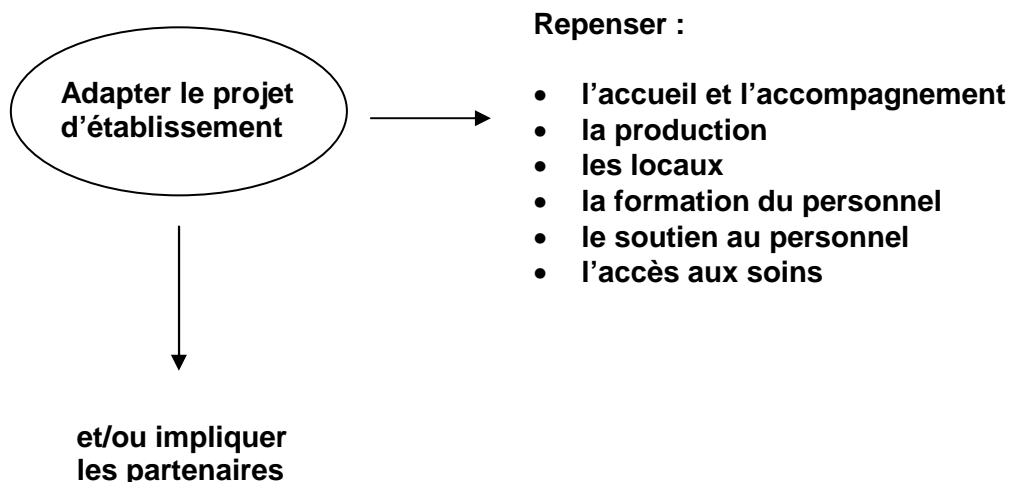 Adapter le projet
d’établissement
Repenser :
• l’accueil et l’accompagnement
• la production
• les locaux
• la formation du personnel
• le soutien au personnel
• l’accès aux soins
et/ou impliquer
les partenaires